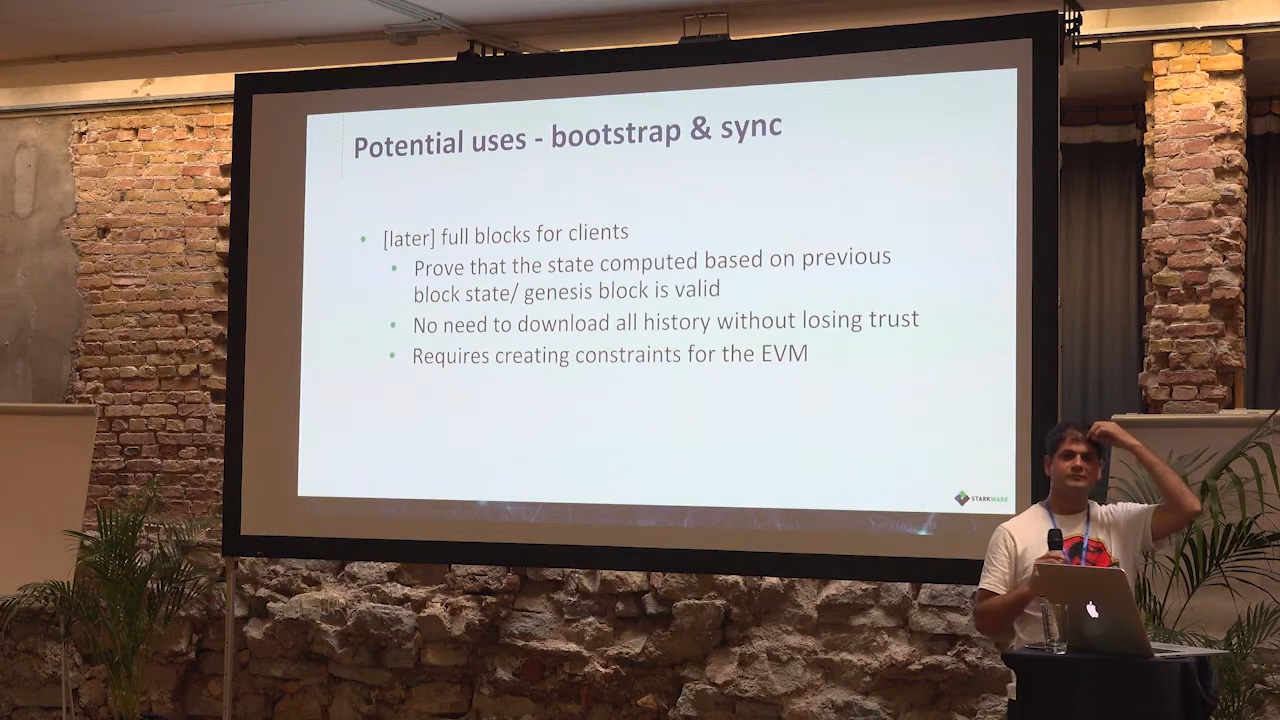 Potential uses - bootstrap & sync
[later] full blocks for clients
Prove that the state computed based on previous
block state/ genesis block is valid
No need to download all history without losing trust
Requires creating constraints for the EVM
STARKWARE